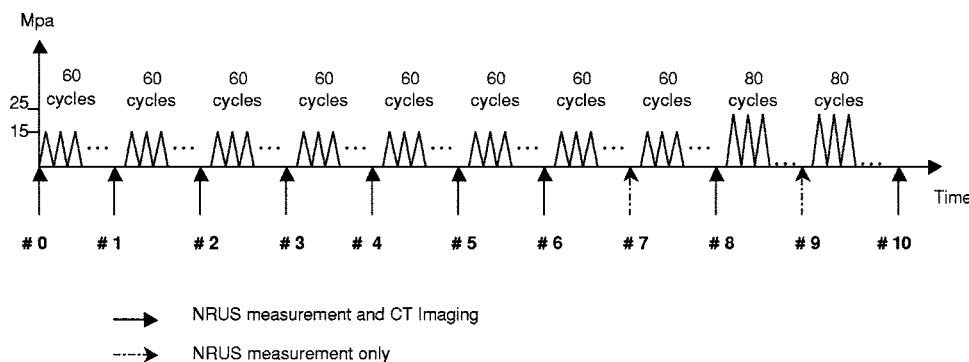 Mpa
60 60 60 60 60 60 60 60 80 80
cycles cycles cycles cycles cycles cycles cycles cycles cycles cycles
25
15
Time
# 0 # 1 # 2 # 3 # 4 # 5 # 6 # 7 # 8 # 9 # 10
NRUS measurement and CT Imaging
NRUS measurement only